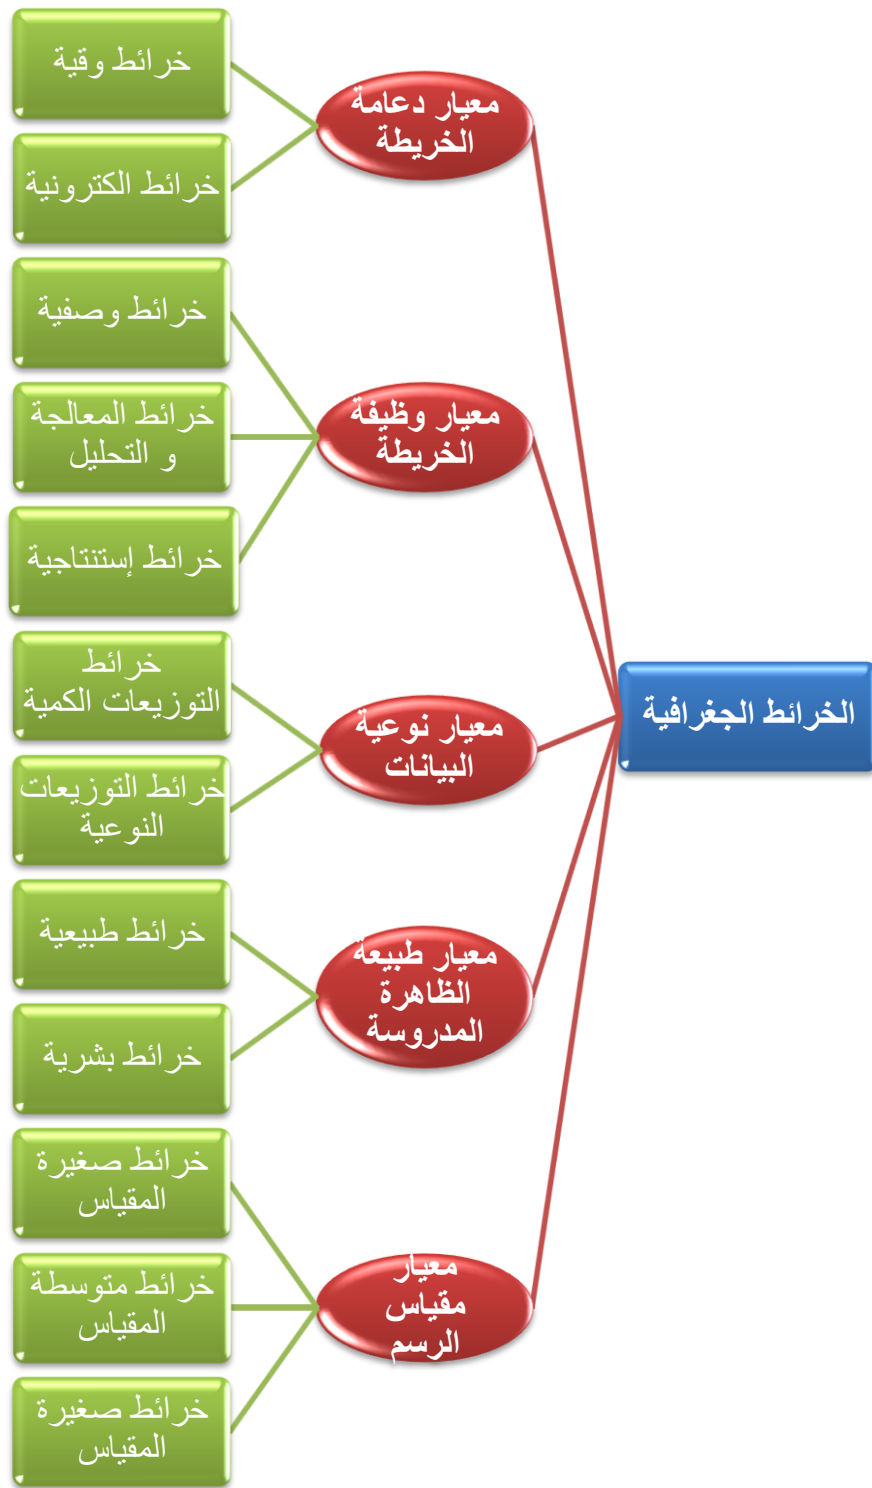 الخرائط الجغرافية
معيار دعامة
الخريطة
خرائط وقية
خرائط الكترونية
معيار وظيفة
الخريطة
خرائط وصفية
خرائط المعالجة
و التحليل
خرائط إستنتاجية
معيار نوعية
البيانات
خرائط
التوزيعات الكمية
خرائط التوزيعات
النوعية
معيار طبيعة
الظاهرة
المدروسة
خرائط طبيعية
خرائط بشرية
معيار
مقياس
الرسم
خرائط صغيرة
المقياس
خرائط متوسطة
المقياس
خرائط صغيرة
المقياس